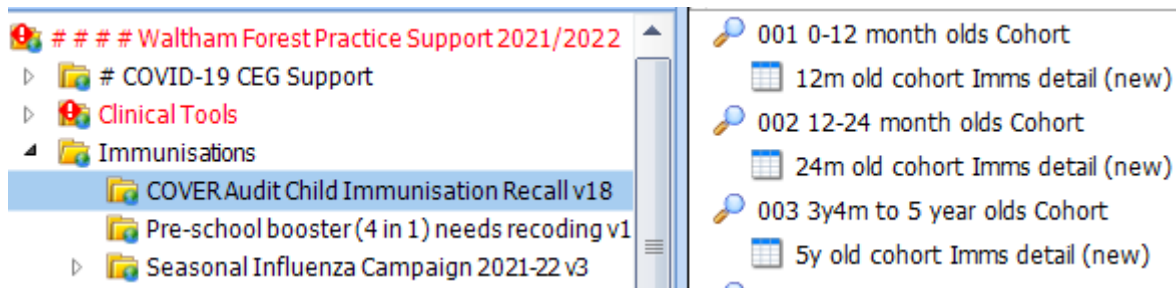 # # # # Waltham Forest Practice Support 2021/2022
# COVID-19 CEG Support
Clinical Tools
Immunisations
COVER Audit Child Immunisation Recall v18
Pre-school booster (4 in 1) needs recoding v1
Seasonal Influenza Campaign 2021-22 v3
001 0-12 month olds Cohort
12m old cohort Imms detail (new)
002 12-24 month olds Cohort
24m old cohort Imms detail (new)
003 3y4m to 5 year olds Cohort
5y old cohort Imms detail (new)